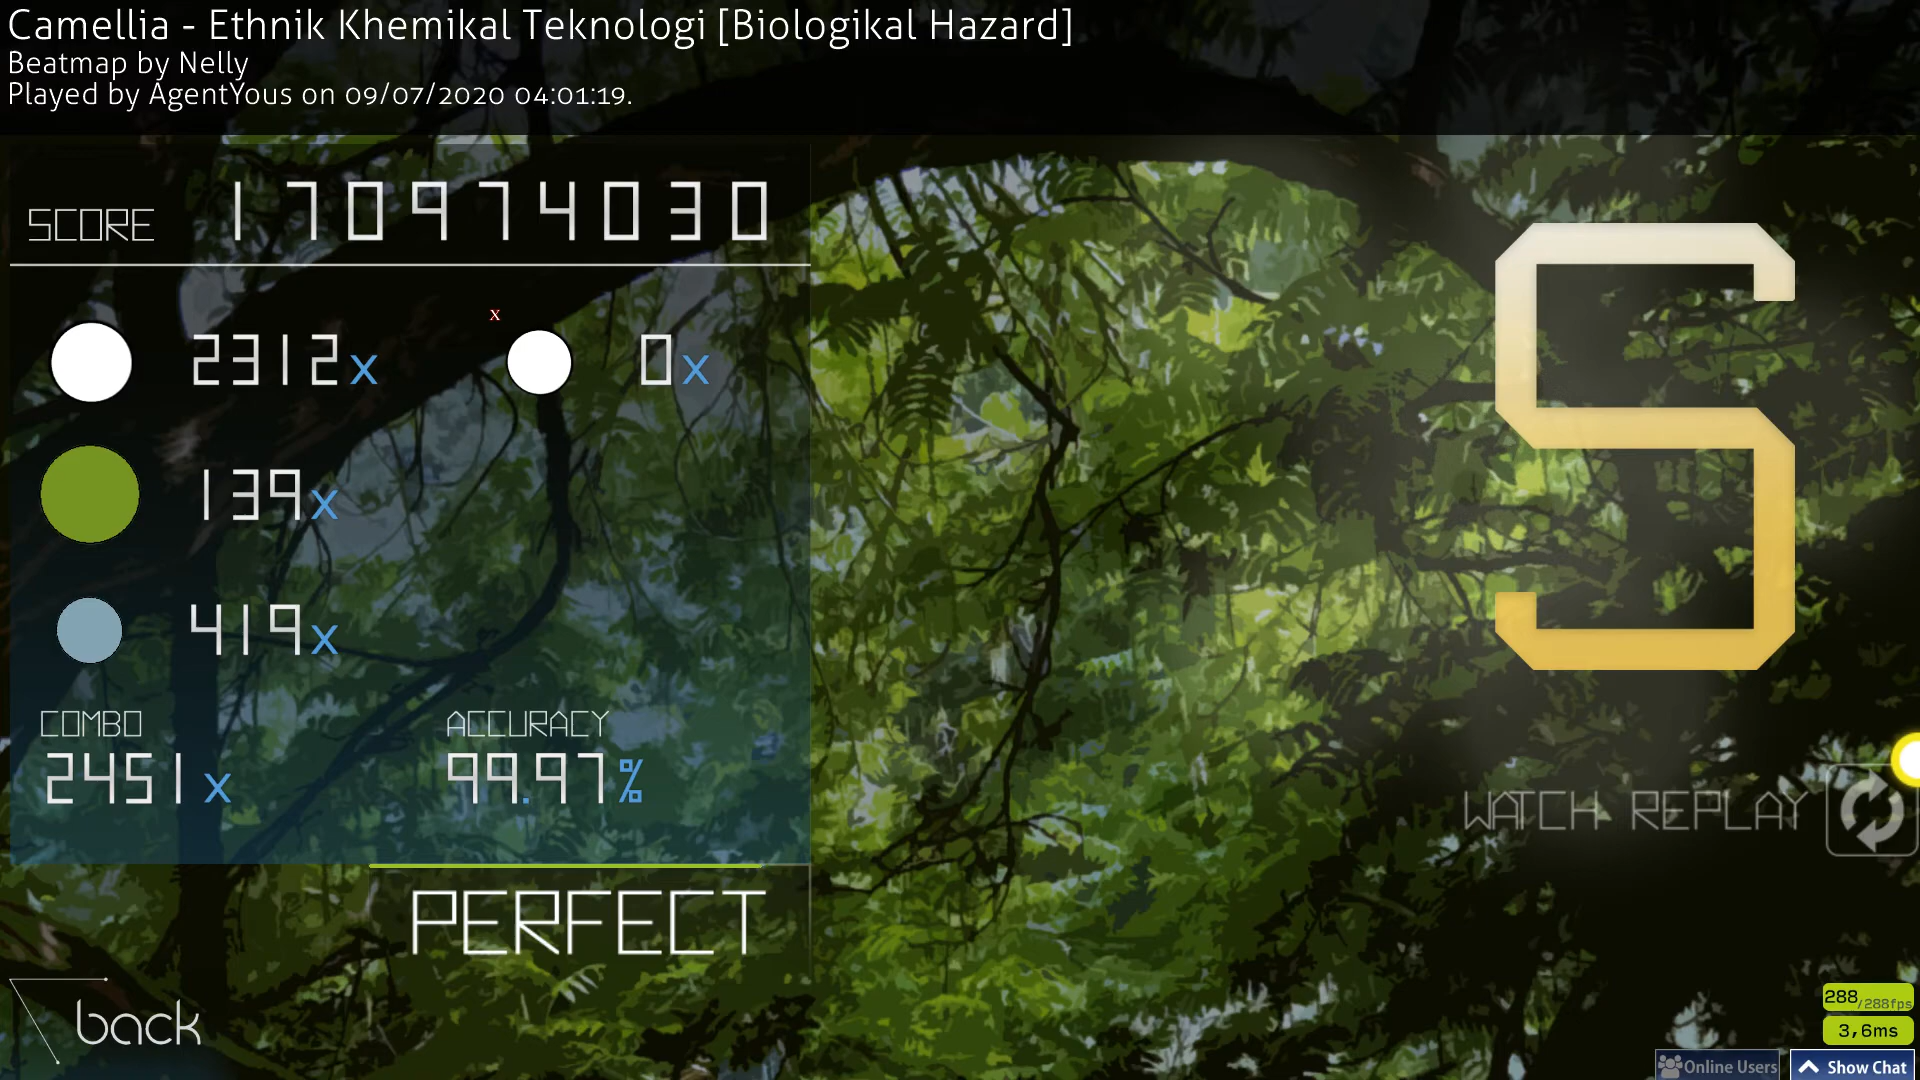 Camellia - Ethnik Khemikal Teknologi [Biologikal Hazard]
Beatmap by Nelly
Played by AgentYous on 09/07/2020 04:01:19.
SCORE 170974030
x
2312x 0x
139x
419x
COMBO ACCURACY
2451x 99.97%
WATCH REPLAY
PERFECT
back
288/288fps
3,6ms
Online Users Show Chat